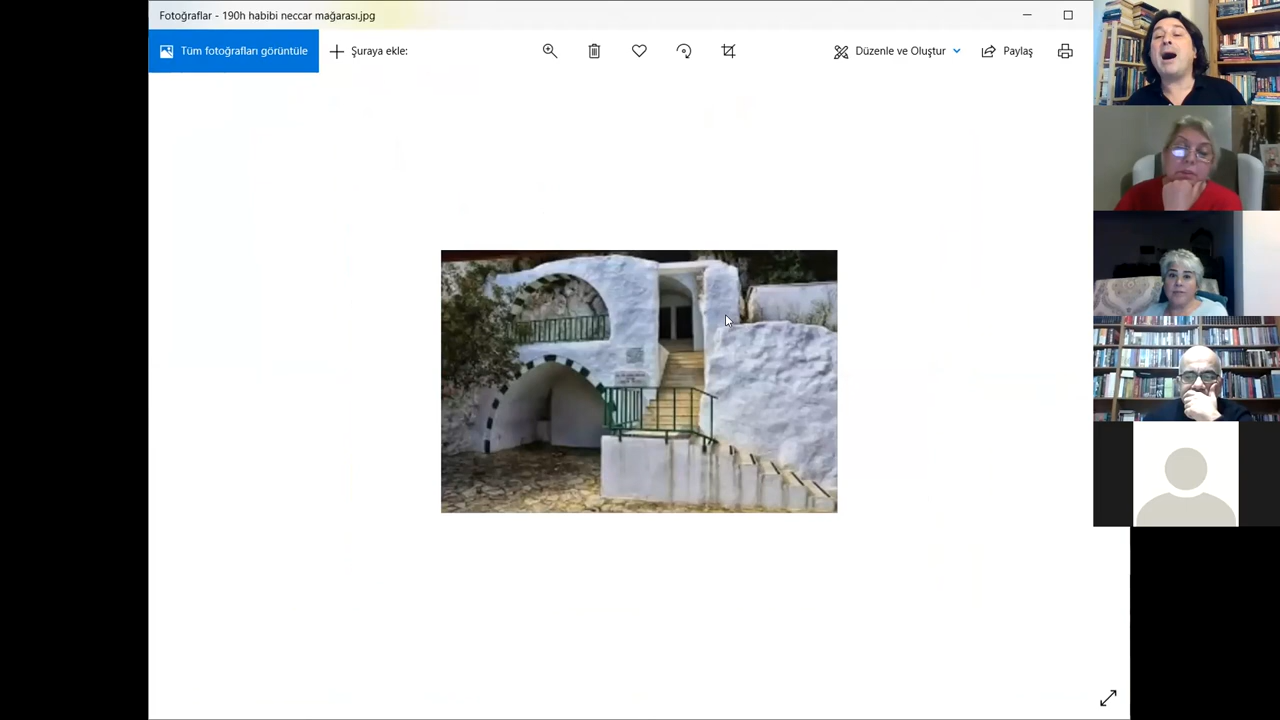 Fotoğraflar - 190h habibi neccar mağarası.jpg
Tüm fotoğrafları görüntüle
Şuraya ekle:
Düzenle ve Oluştur
Paylaş